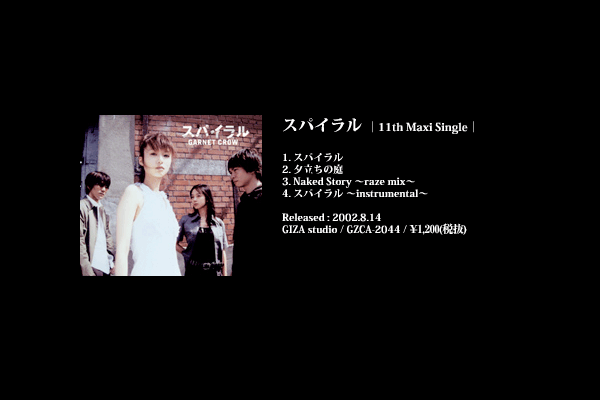 スパイラル
GARNET CROW
スパイラル | 11th Maxi Single |
1. スパイラル
2. 夕立ちの庭
3. Naked Story ～raze mix～
4. スパイラル ～instrumental～
Released : 2002.8.14
GIZA studio / GZCA-2044 / ¥1,200(税抜)